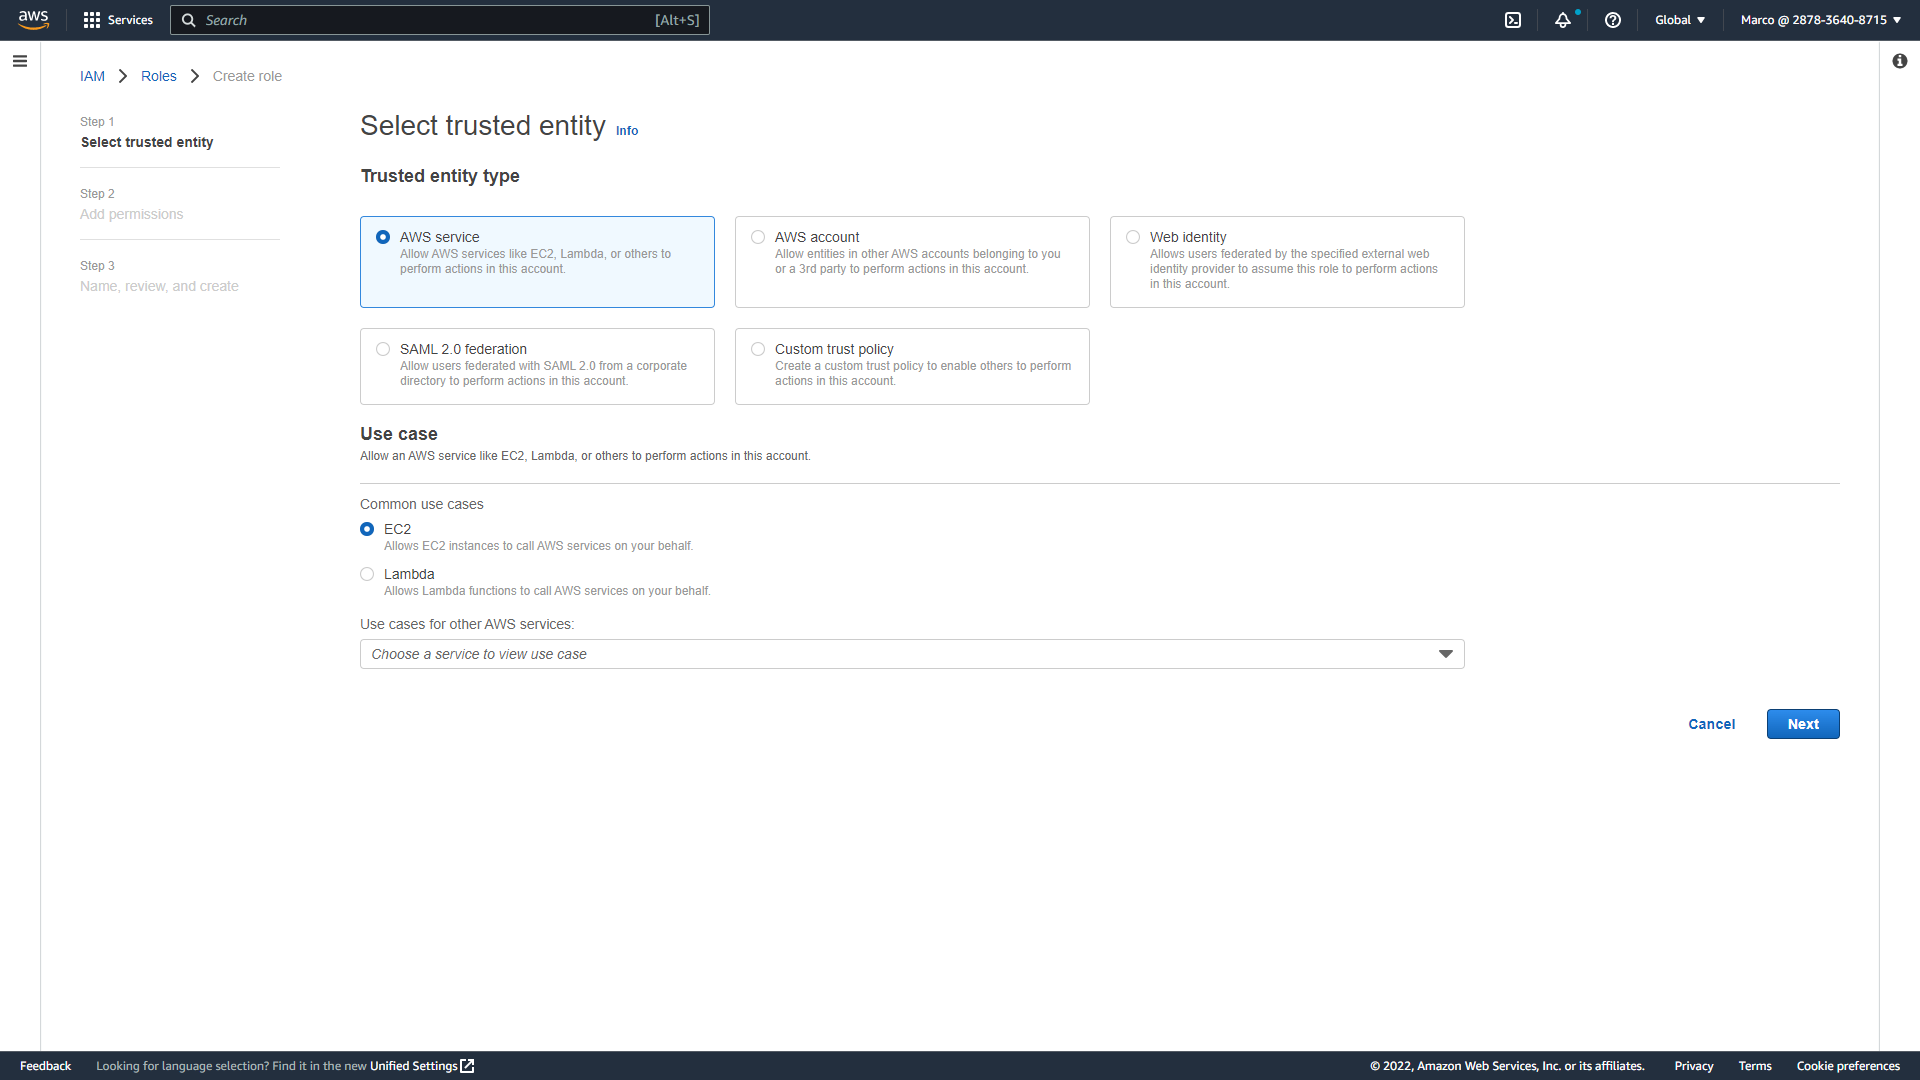 aws
Services
Search
[Alt+S]
Global
Marco @ 2878-3640-8715
IAM
Roles
Create role
Step 1
Select trusted entity
Step 2
Add permissions
Step 3
Name, review, and create
Select trusted entity Info
Trusted entity type
AWS service
Allow AWS services like EC2, Lambda, or others to
perform actions in this account.
AWS account
Allow entities in other AWS accounts belonging to you
or a 3rd party to perform actions in this account.
Web identity
Allows users federated by the specified external web
identity provider to assume this role to perform actions
in this account.
SAML 2.0 federation
Allow users federated with SAML 2.0 from a corporate
directory to perform actions in this account.
Custom trust policy
Create a custom trust policy to enable others to perform
actions in this account.
Use case
Allow an AWS service like EC2, Lambda, or others to perform actions in this account.
Common use cases
EC2
Allows EC2 instances to call AWS services on your behalf.
Lambda
Allows Lambda functions to call AWS services on your behalf.
Use cases for other AWS services:
Choose a service to view use case
Cancel
Next
Feedback
Looking for language selection? Find it in the new Unified Settings
© 2022, Amazon Web Services, Inc. or its affiliates.
Privacy
Terms
Cookie preferences